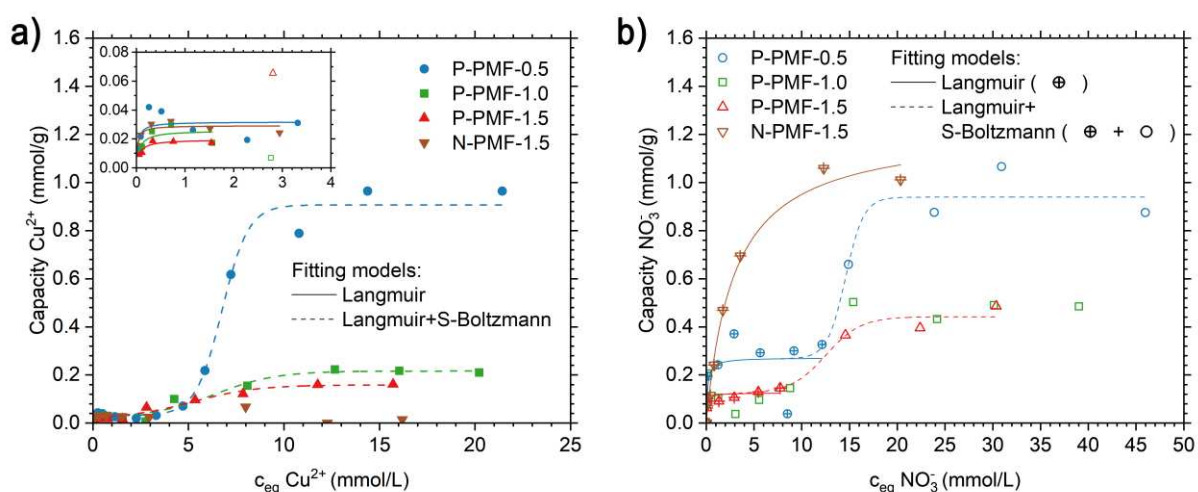 a)
Capacity Cu²⁺ (mmol/g)
1.6
1.4
1.2
1.0
0.8
0.6
0.4
0.2
0.0
0.08
0.06
0.04
0.02
0.00
0 1 2 3 4
P-PMF-0.5
P-PMF-1.0
P-PMF-1.5
N-PMF-1.5
Fitting models:
Langmuir
Langmuir+S-Boltzmann
0 5 10 15 20 25
c_eq Cu²⁺ (mmol/L)
b)
Capacity NO₃⁻ (mmol/g)
1.6
1.4
1.2
1.0
0.8
0.6
0.4
0.2
0.0
P-PMF-0.5
P-PMF-1.0
P-PMF-1.5
N-PMF-1.5
Fitting models:
Langmuir ( ⊕ )
Langmuir+
S-Boltzmann ( ⊕ + ○ )
0 5 10 15 20 25 30 35 40 45 50
c_eq NO₃⁻ (mmol/L)